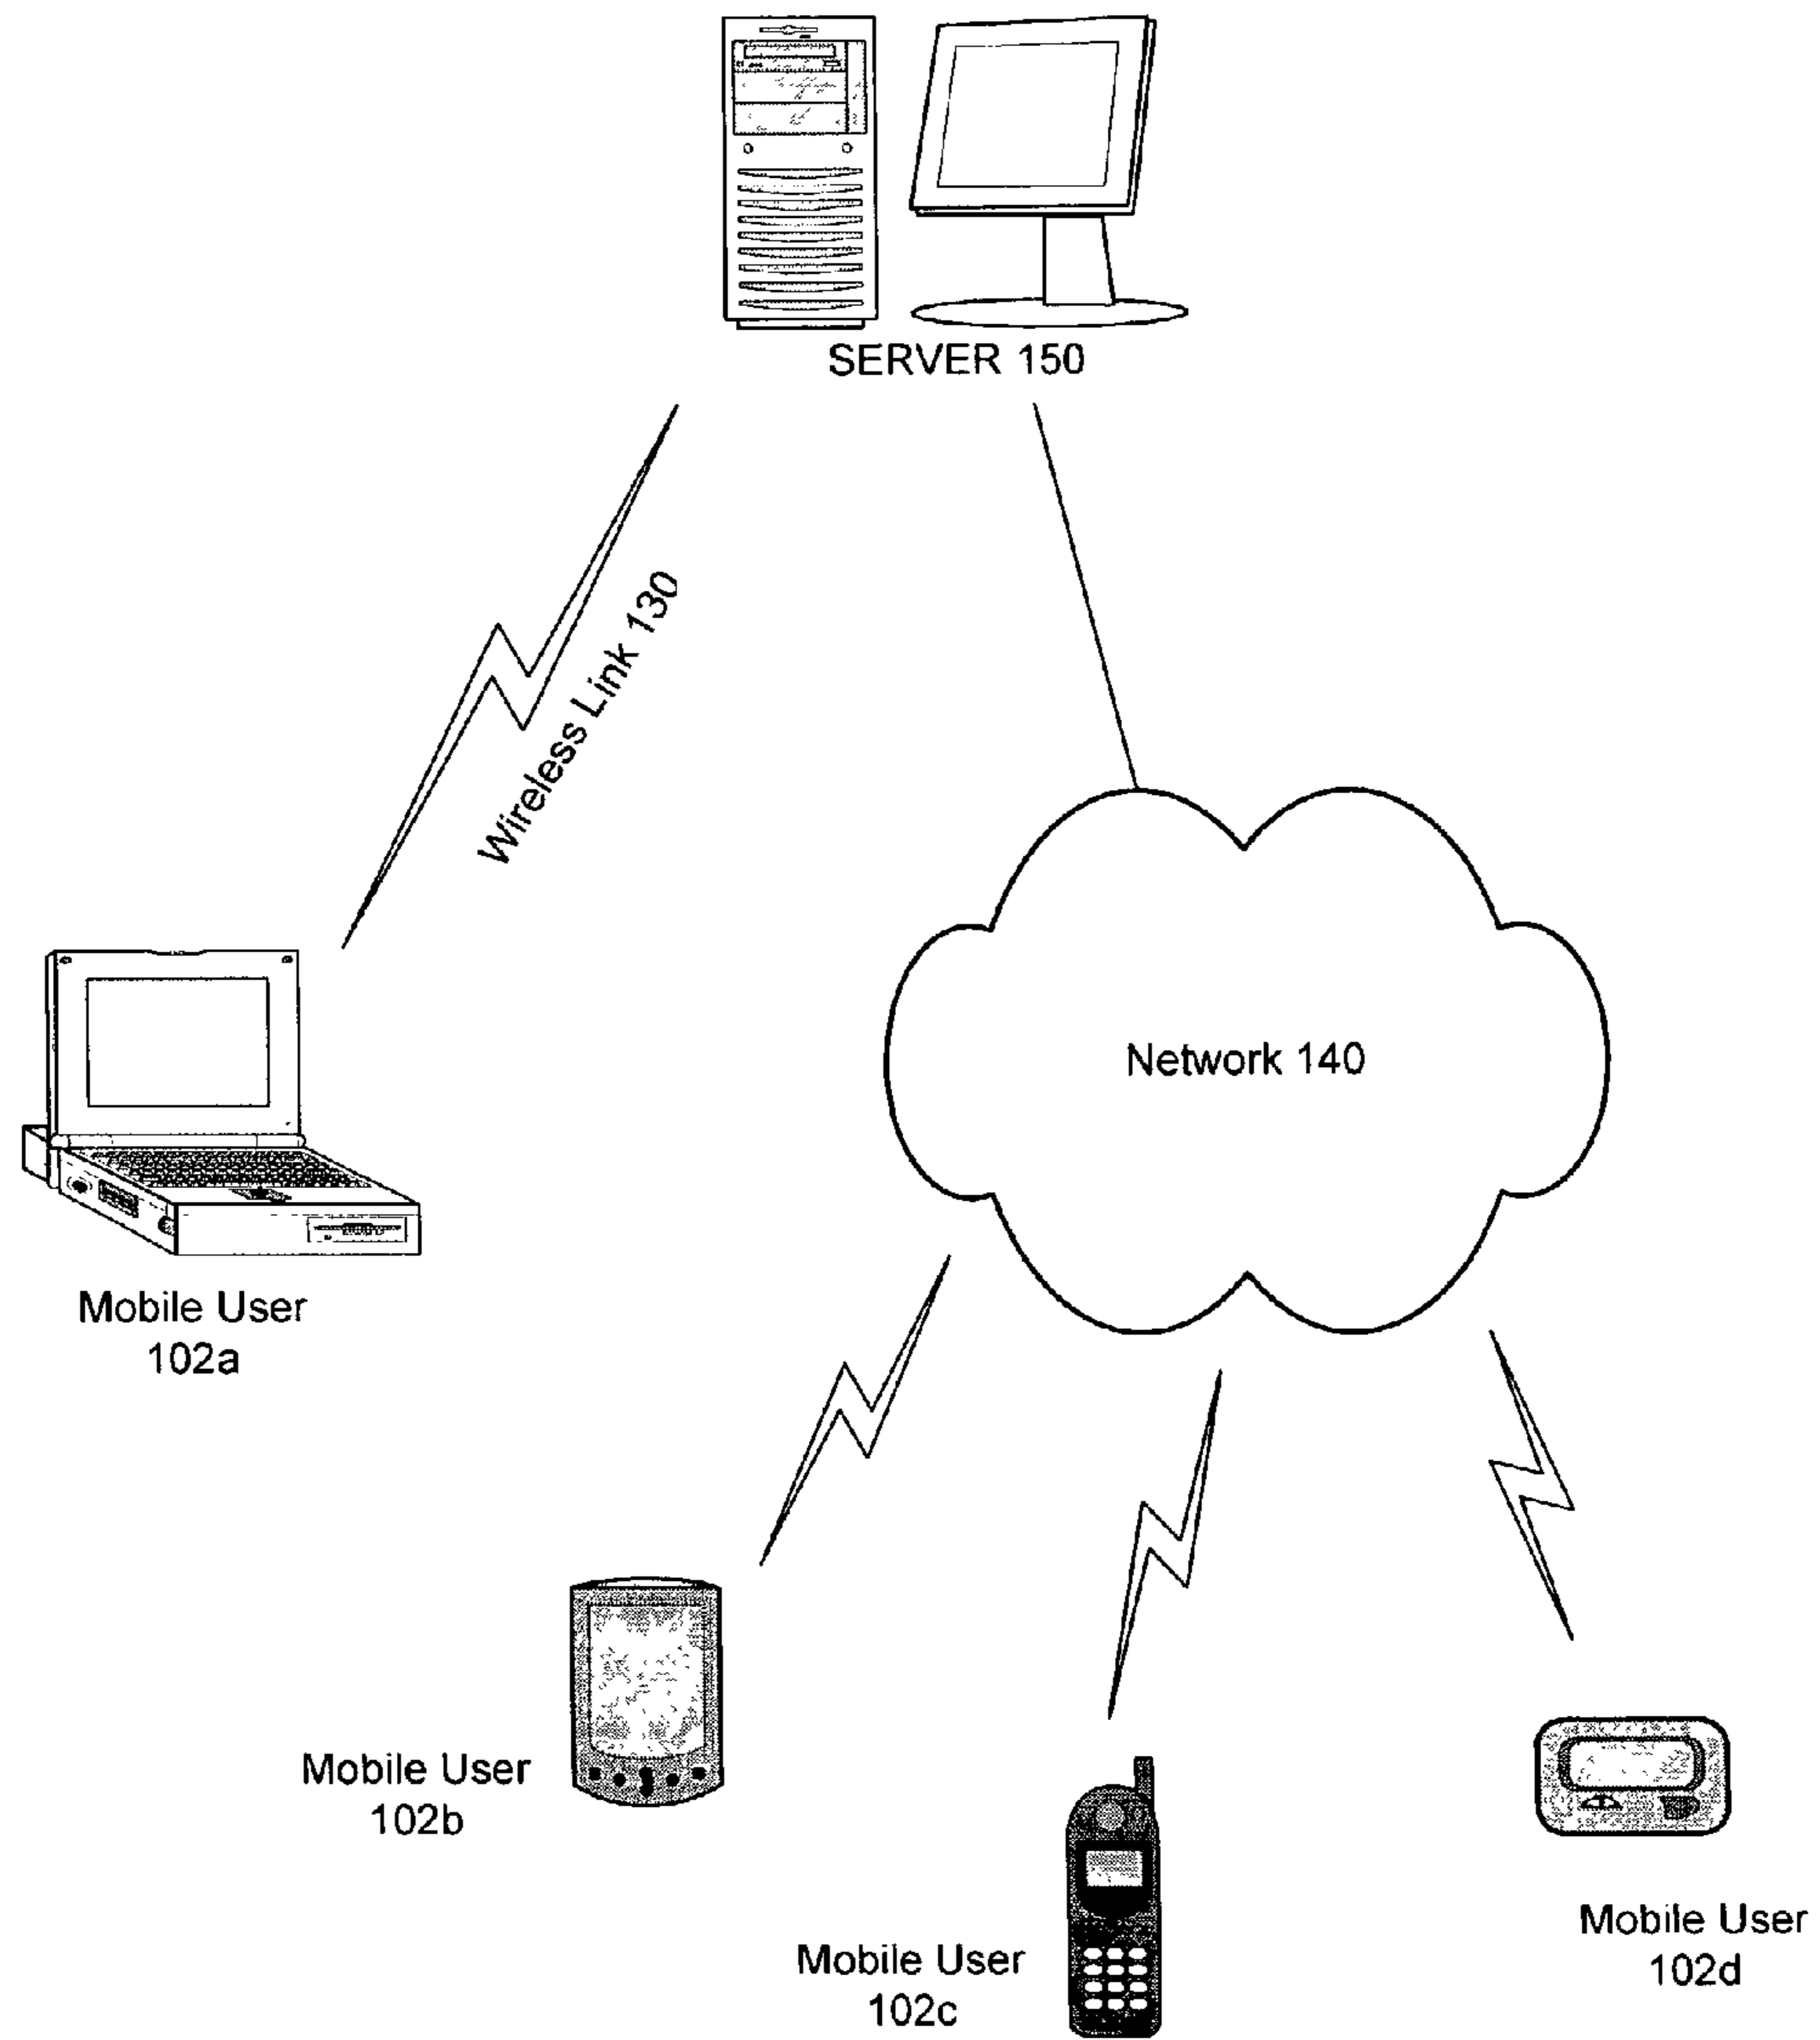 SERVER 150
Wireless Link 130
Network 140
Mobile User
102a
Mobile User
102b
Mobile User
102c
Mobile User
102d